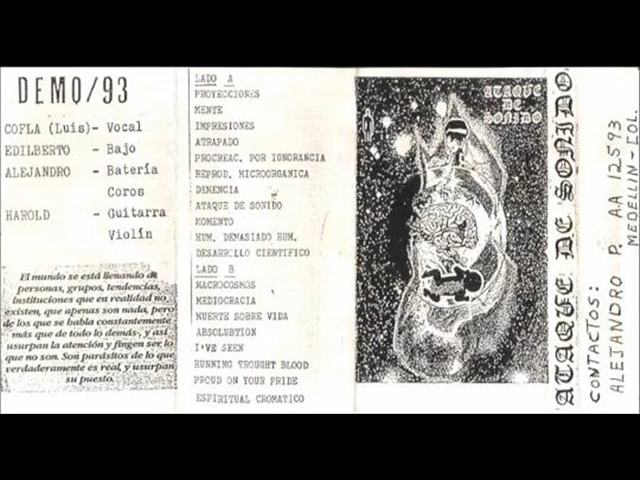 DEMO/93
COFLA (Luis)- Vocal
EDILBERTO - Bajo
ALEJANDRO - Batería
Coros
HAROLD - Guitarra
Violín
El mundo se está llenando de
personas, grupos, tendencias,
instituciones que en realidad no
existen, que apenas son nada, pero
de los que se babla constantemente
más que de todo lo demás-, y así
usurpan la atención y fingen ser lo
que no son. Son parásitos de lo que
verdaderamente es real, y usurpan
su puesto.
LADO A
PROYECCIONES
MENTE
IMPRESIONES
ATRAPADO
PROCREAC. POR IGNORANCIA
REPROD. MICROORGANICA
DEMENCIA
ATAQUE DE SONIDO
MOMENTO
HUM. DEMASIADO HUM.
DESARROLLO CIENTIFICO
LADO B
MACROCOSMOS
MEDIOCRACIA
MUERTE SOBRE VIDA
ABSOLUBTION
I'VE SEEN
RUNNING TROUGHT BLOOD
PROUD ON YOUR PRIDE
ESPIRITUAL CROMATICO
ATAQUE
DE
SONIDO
ATAQUE DE SONIDO
CONTACTOS:
ALEJANDRO P. AA 12593
MEDELLIN COL.